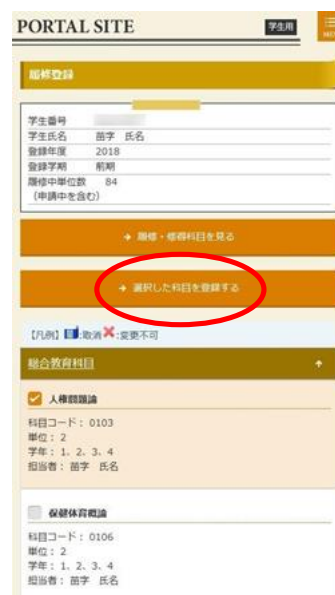 PORTAL SITE
学生用
履修登録
学生番号
学生氏名 苗字 氏名
登録年度 2018
登録学期 前期
履修中単位数 84
(申請中を含む)
→ 履修・修得科目を見る
→ 選択した科目を登録する
【凡例】:取消 ✖:変更不可
総合教育科目
人権問題論
科目コード: 0103
単位: 2
学年: 1、2、3、4
担当者: 苗字 氏名
保健体育概論
科目コード: 0106
単位: 2
学年: 1、2、3、4
担当者: 苗字 氏名